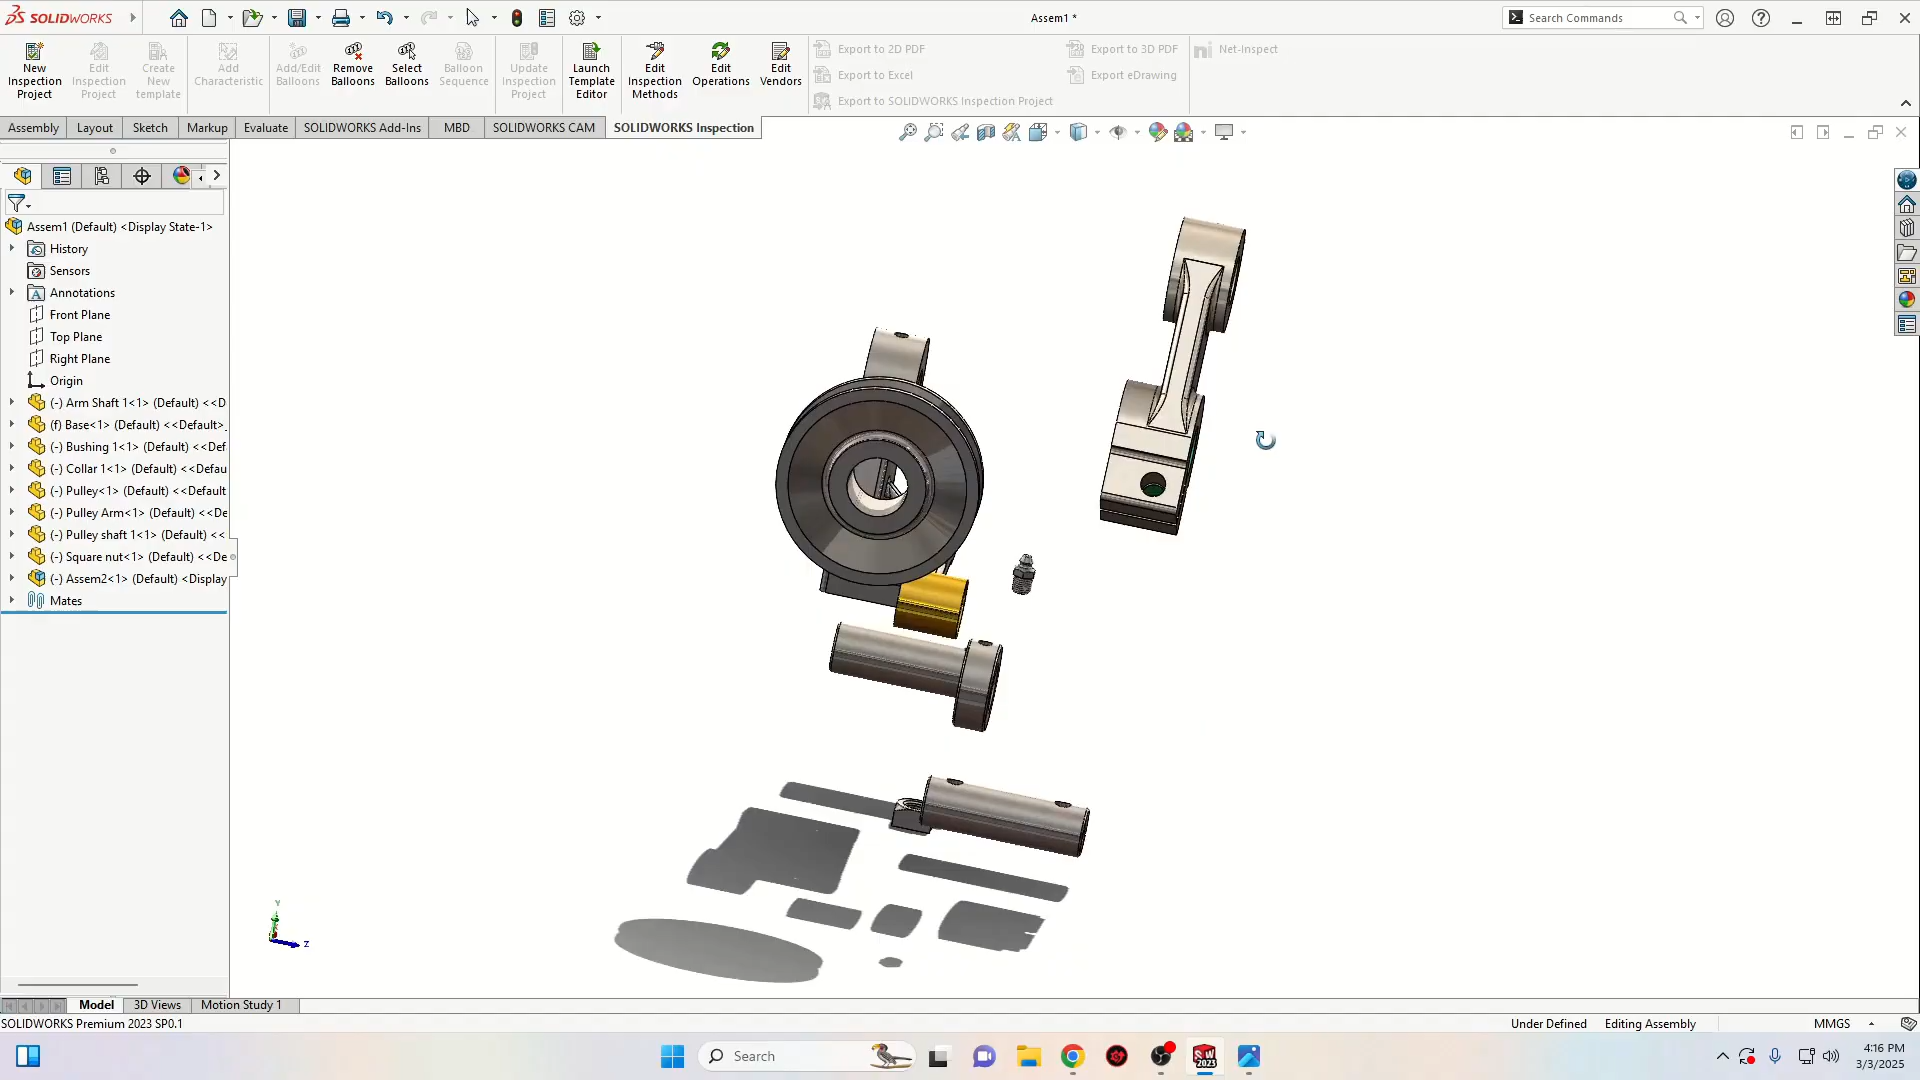 SOLIDWORKS
Assem1 *
Search Commands
New Inspection Project
Edit Inspection Project
Create New template
Add Characteristic
Add/Edit Balloons
Remove Balloons
Select Balloons
Balloon Sequence
Update Inspection Project
Launch Template Editor
Edit Inspection Methods
Edit Operations
Edit Vendors
Export to 2D PDF
Export to Excel
Export to SOLIDWORKS Inspection Project
Export to 3D PDF
Export eDrawing
Net-Inspect
Assembly
Layout
Sketch
Markup
Evaluate
SOLIDWORKS Add-Ins
MBD
SOLIDWORKS CAM
SOLIDWORKS Inspection
Assem1 (Default) <Display State-1>
History
Sensors
Annotations
Front Plane
Top Plane
Right Plane
Origin
(-) Arm Shaft 1<1> (Default) <<D
(f) Base<1> (Default) <<Default>_
(-) Bushing 1<1> (Default) <<Def
(-) Collar 1<1> (Default) <<Defau
(-) Pulley<1> (Default) <<Default
(-) Pulley Arm<1> (Default) <<De
(-) Pulley shaft 1<1> (Default) <<
(-) Square nut<1> (Default) <<De
(-) Assem2<1> (Default) <Display
Mates
Y
Z
Model
3D Views
Motion Study 1
SOLIDWORKS Premium 2023 SP0.1
Under Defined
Editing Assembly
MMGS
Search
SW
2023
4:16 PM
3/3/2025